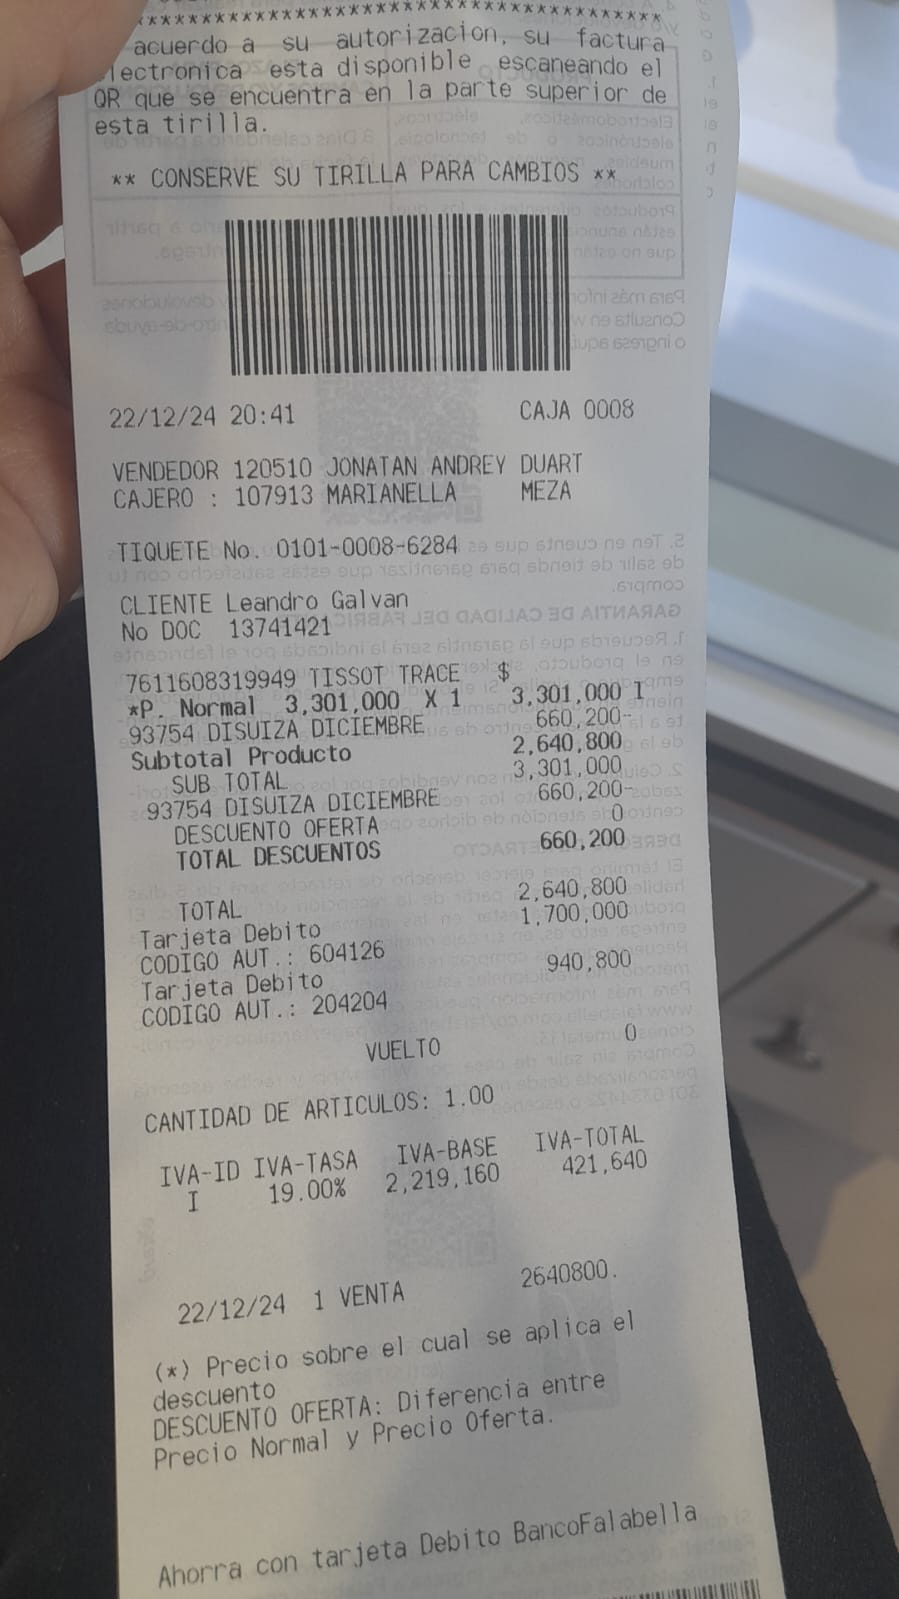 ****************************************
acuerdo a su autorizacion, su factura
lectronica esta disponible escaneando el
QR que se encuentra en la parte superior de
esta tirilla.
** CONSERVE SU TIRILLA PARA CAMBIOS **
22/12/24 20:41 CAJA 0008
VENDEDOR 120510 JONATAN ANDREY DUART
CAJERO : 107913 MARIANELLA MEZA
TIQUETE No. 0101-0008-6284
CLIENTE Leandro Galvan
No DOC 13741421
7611608319949 TISSOT TRACE $
*P. Normal 3,301,000 X 1 3,301,000 I
93754 DISUIZA DICIEMBRE 660,200-
Subtotal Producto 2,640,800
SUB TOTAL 3,301,000
93754 DISUIZA DICIEMBRE 660,200-
DESCUENTO OFERTA 0
TOTAL DESCUENTOS 660,200
TOTAL 2,640,800
Tarjeta Debito 1,700,000
CODIGO AUT.: 604126
Tarjeta Debito 940,800
CODIGO AUT.: 204204
VUELTO 0
CANTIDAD DE ARTICULOS: 1.00
IVA-ID IVA-TASA IVA-BASE IVA-TOTAL
I 19.00% 2,219,160 421,640
22/12/24 1 VENTA 2640800.
(*) Precio sobre el cual se aplica el
descuento
DESCUENTO OFERTA: Diferencia entre
Precio Normal y Precio Oferta.
Ahorra con tarjeta Debito BancoFalabella